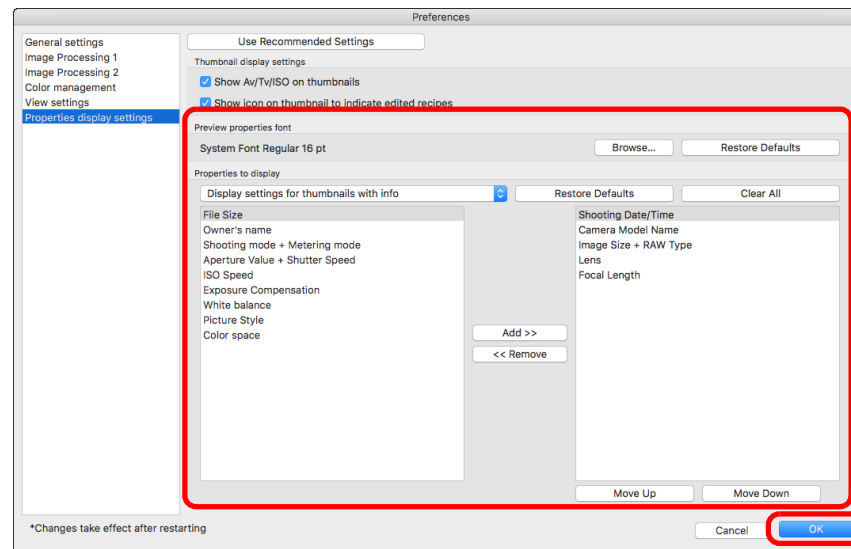 Preferences
General settings
Image Processing 1
Image Processing 2
Color management
View settings
Properties display settings
Use Recommended Settings
Thumbnail display settings
Show Av/Tv/ISO on thumbnails
Show icon on thumbnail to indicate edited recipes
Preview properties font
System Font Regular 16 pt
Browse...
Restore Defaults
Properties to display
Display settings for thumbnails with info
Restore Defaults
Clear All
File Size
Owner's name
Shooting mode + Metering mode
Aperture Value + Shutter Speed
ISO Speed
Exposure Compensation
White balance
Picture Style
Color space
Add >>
<< Remove
Shooting Date/Time
Camera Model Name
Image Size + RAW Type
Lens
Focal Length
Move Up
Move Down
*Changes take effect after restarting
Cancel
OK